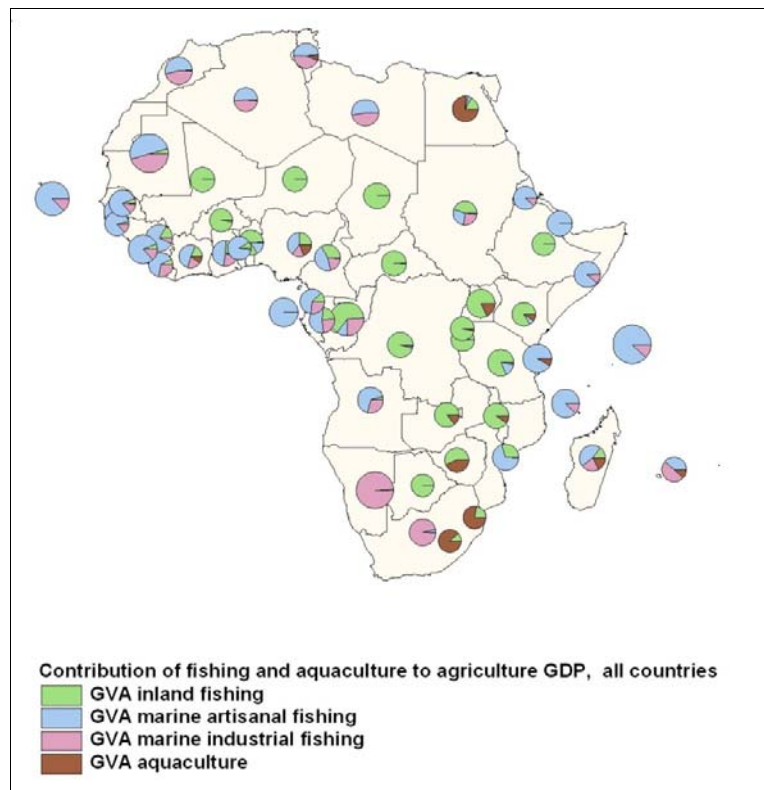 Contribution of fishing and aquaculture to agriculture GDP, all countries
GVA inland fishing
GVA marine artisanal fishing
GVA marine industrial fishing
GVA aquaculture